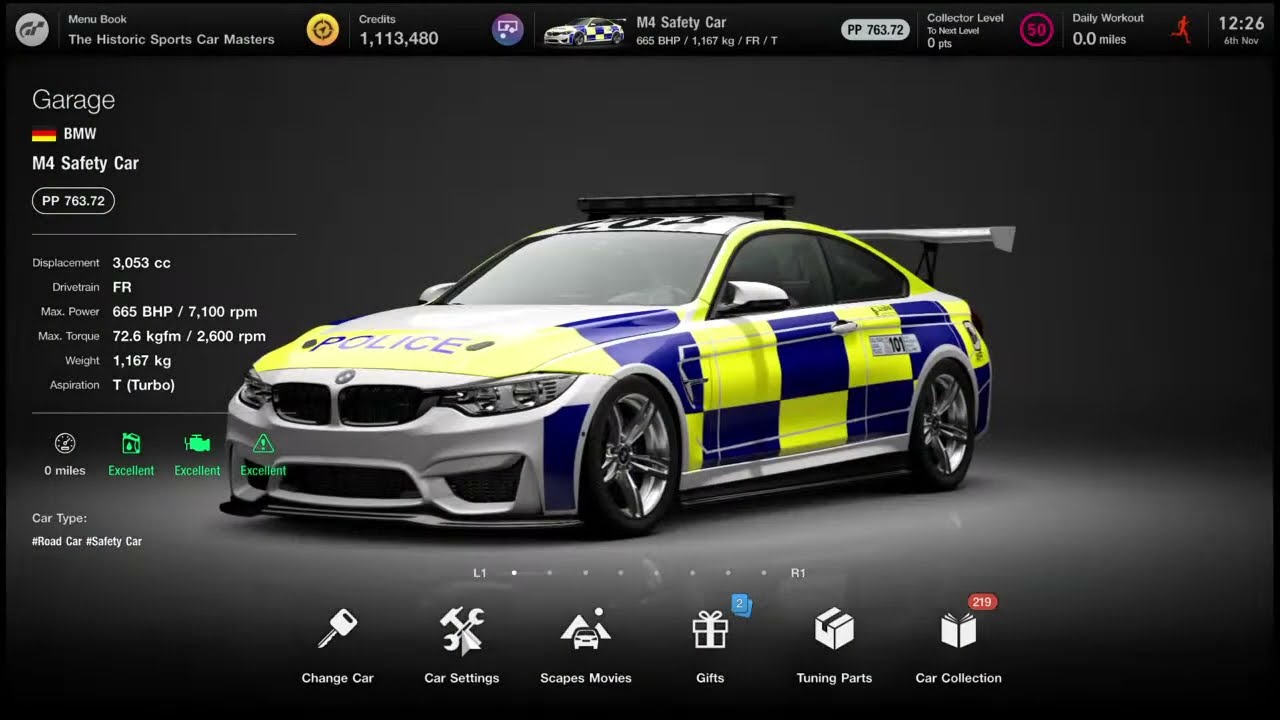 Menu Book
The Historic Sports Car Masters
Credits
1,113,480
M4 Safety Car
665 BHP / 1,167 kg / FR / T
PP 763.72
Collector Level
To Next Level
0 pts
50
Daily Workout
0.0 miles
12:26
6th Nov
Garage
BMW
M4 Safety Car
PP 763.72
Displacement 3,053 cc
Drivetrain FR
Max. Power 665 BHP / 7,100 rpm
Max. Torque 72.6 kgfm / 2,600 rpm
Weight 1,167 kg
Aspiration T (Turbo)
0 miles Excellent Excellent Excellent
Car Type:
#Road Car #Safety Car
POLICE
101
L1 R1
2
219
Change Car Car Settings Scapes Movies Gifts Tuning Parts Car Collection